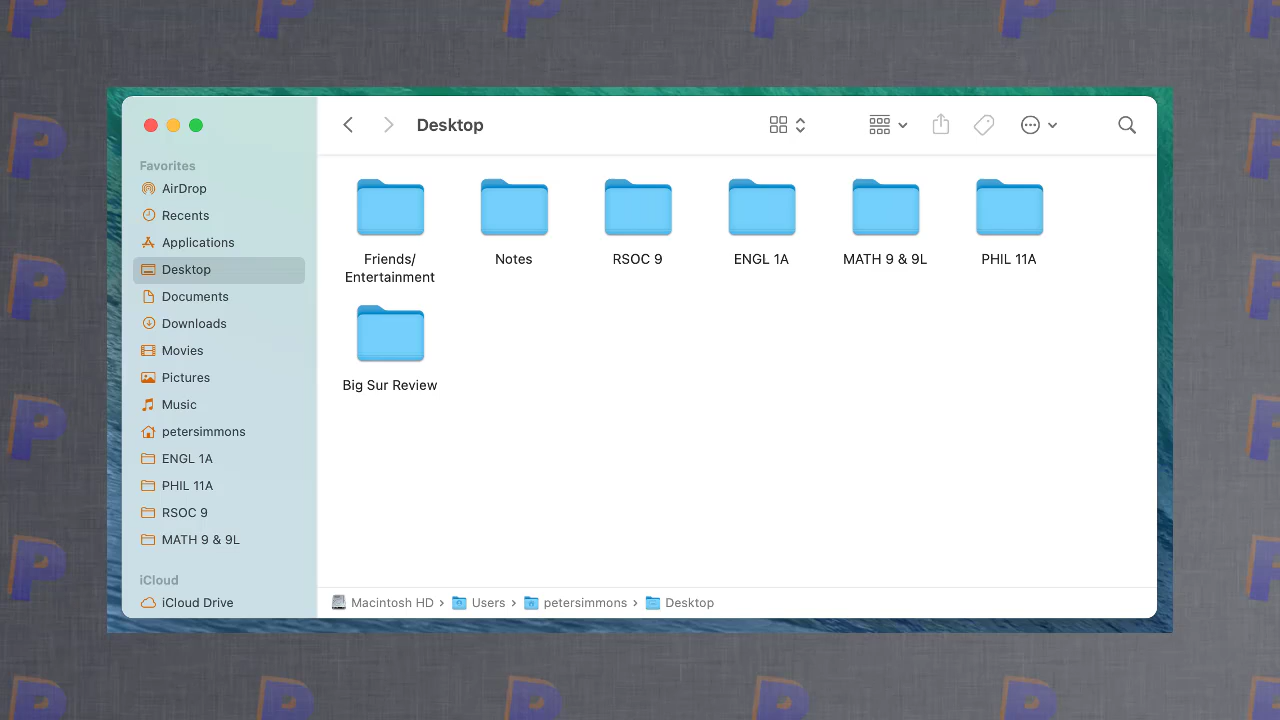 Desktop
Favorites
AirDrop
Recents
Applications
Desktop
Documents
Downloads
Movies
Pictures
Music
petersimmons
ENGL 1A
PHIL 11A
RSOC 9
MATH 9 & 9L
iCloud
iCloud Drive
Friends/
Entertainment
Notes
RSOC 9
ENGL 1A
MATH 9 & 9L
PHIL 11A
Big Sur Review
Macintosh HD › Users › petersimmons › Desktop